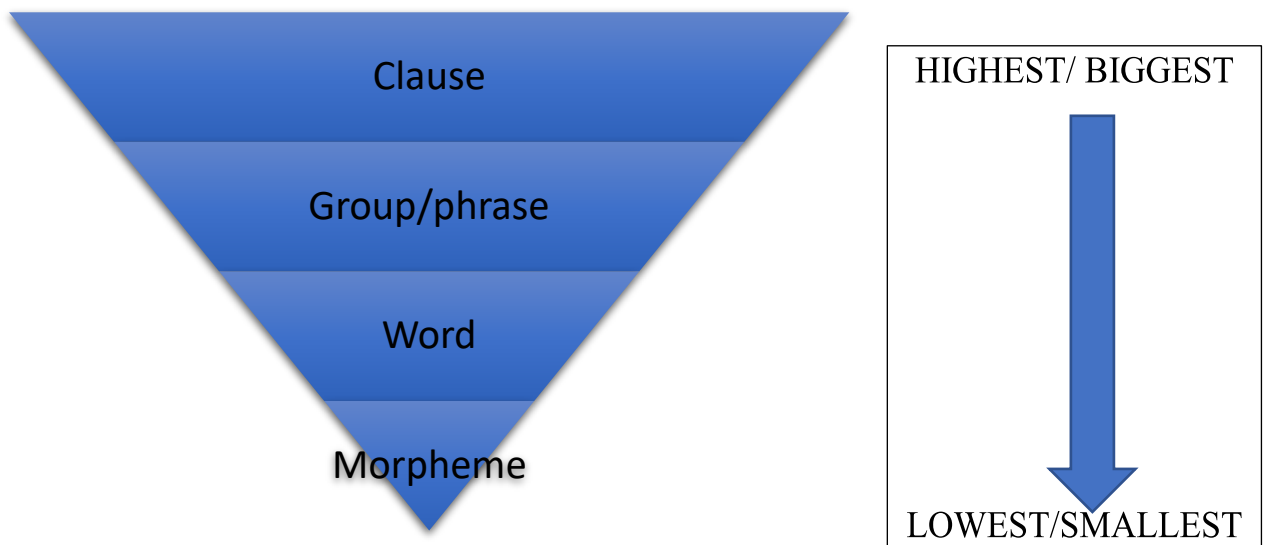 Clause
Group/phrase
Word
Morpheme
HIGHEST/ BIGGEST
LOWEST/SMALLEST